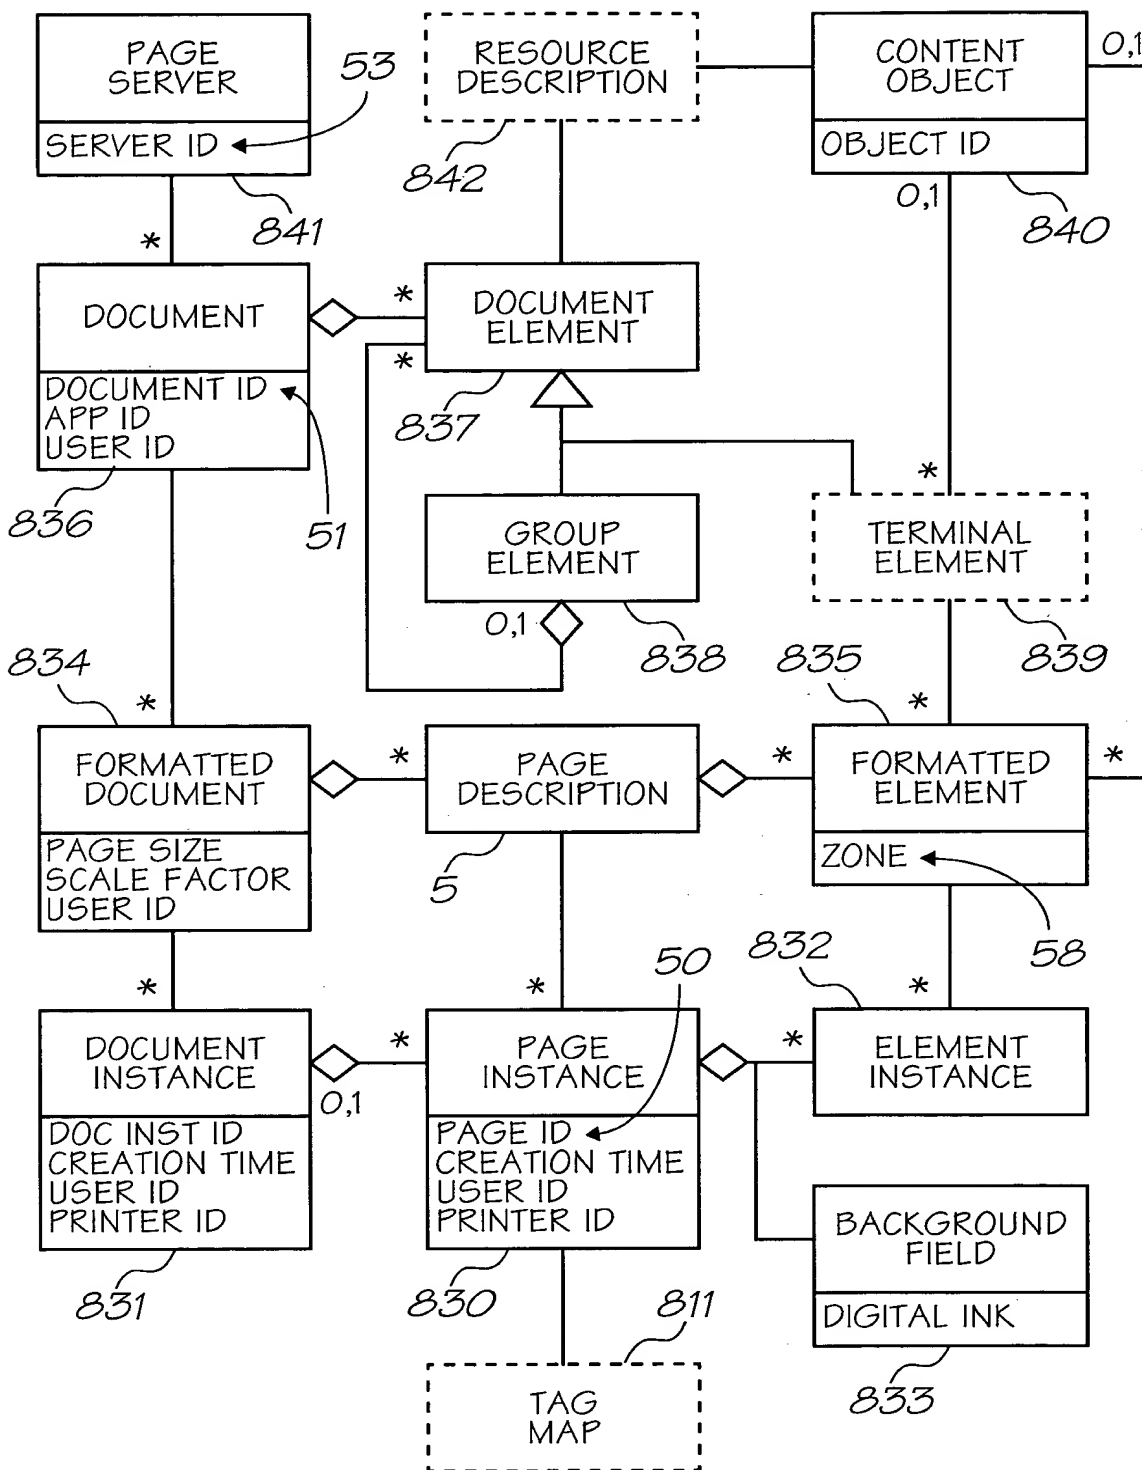 PAGE
SERVER
53
SERVER ID
841
*
RESOURCE
DESCRIPTION
842
CONTENT
OBJECT
0,1
OBJECT ID
0,1
840
DOCUMENT
*
DOCUMENT
ELEMENT
*
837
DOCUMENT ID
APP ID
USER ID
836
51
GROUP
ELEMENT
0,1
838
*
TERMINAL
ELEMENT
839
834
*
835
*
FORMATTED
DOCUMENT
*
PAGE
DESCRIPTION
*
FORMATTED
ELEMENT
*
PAGE SIZE
SCALE FACTOR
USER ID
5
ZONE
58
*
*
50
832
*
DOCUMENT
INSTANCE
*
0,1
PAGE
INSTANCE
*
ELEMENT
INSTANCE
DOC INST ID
CREATION TIME
USER ID
PRINTER ID
831
PAGE ID
CREATION TIME
USER ID
PRINTER ID
830
BACKGROUND
FIELD
DIGITAL INK
833
811
TAG
MAP